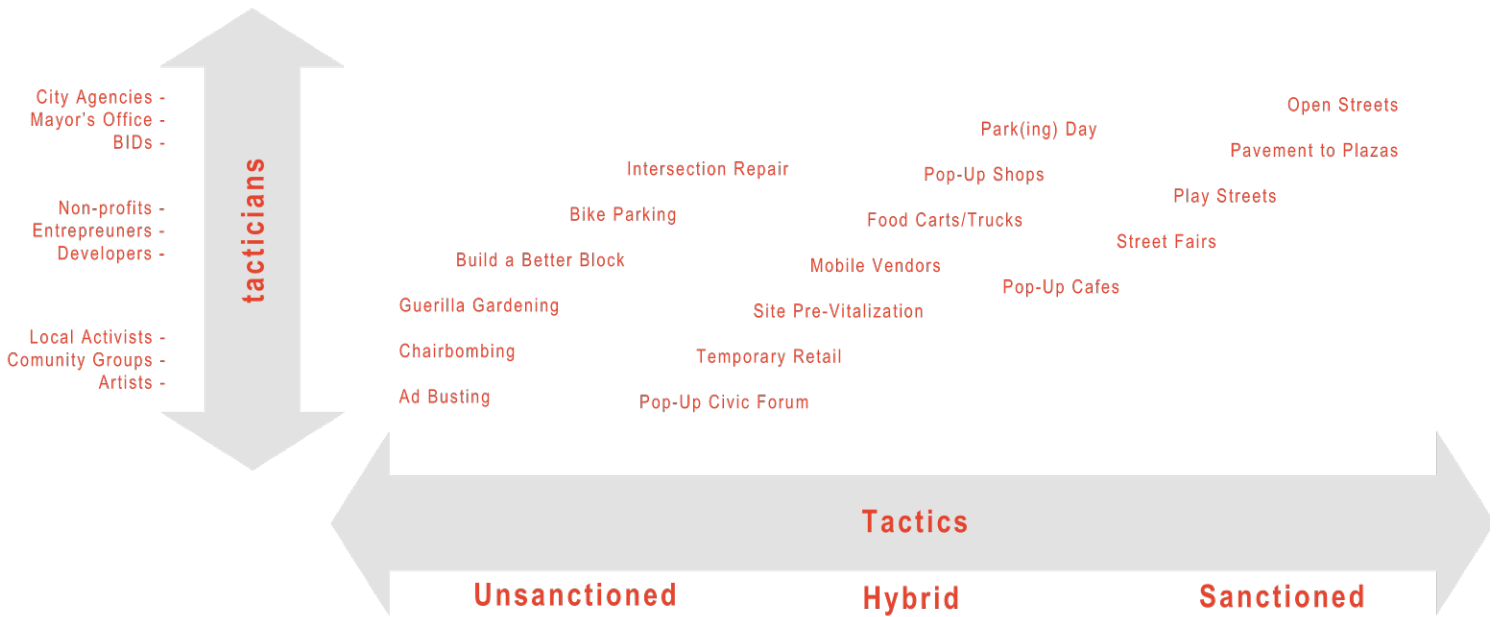 City Agencies -
Mayor's Office -
BIDs -
Non-profits -
Entrepreuners -
Developers -
Local Activists -
Comunity Groups -
Artists -
tacticians
Open Streets
Park(ing) Day
Pavement to Plazas
Intersection Repair
Pop-Up Shops
Play Streets
Bike Parking
Food Carts/Trucks
Street Fairs
Build a Better Block
Mobile Vendors
Pop-Up Cafes
Guerilla Gardening
Site Pre-Vitalization
Chairbombing
Temporary Retail
Ad Busting
Pop-Up Civic Forum
Tactics
Unsanctioned
Hybrid
Sanctioned